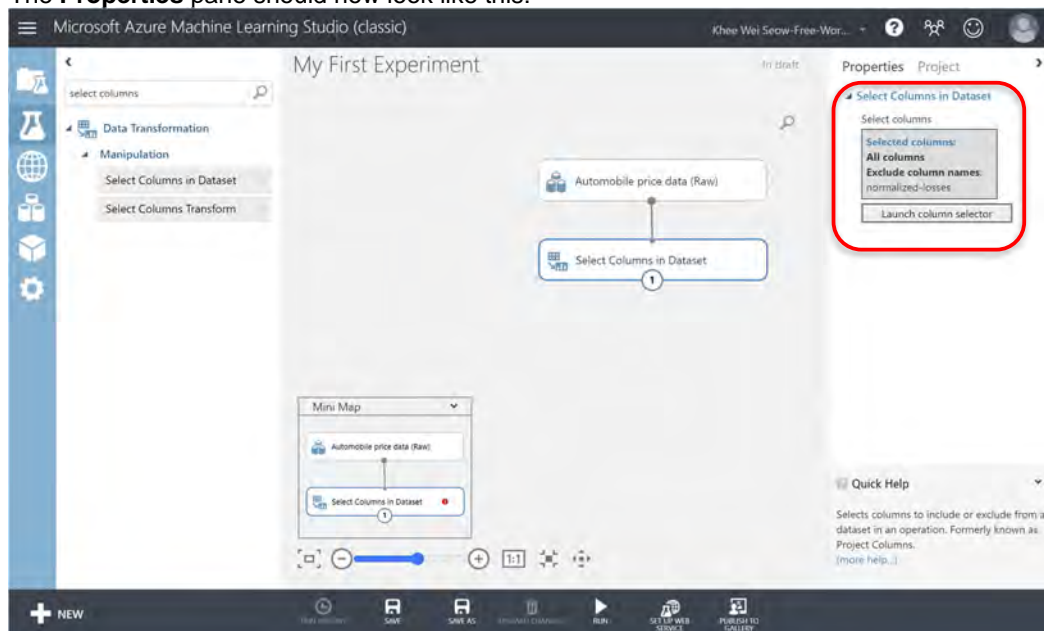 The Properties pane should now look like this:
Microsoft Azure Machine Learning Studio (classic)
Khee Wei Seow-Free-Wor...
select columns
Data Transformation
Manipulation
Select Columns in Dataset
Select Columns Transform
My First Experiment
In draft
Automobile price data (Raw)
Select Columns in Dataset
1
Mini Map
Automobile price data (Raw)
Select Columns in Dataset
1
1:1
Properties Project
Select Columns in Dataset
Select columns
Selected columns:
All columns
Exclude column names:
normalized-losses
Launch column selector
Quick Help
Selects columns to include or exclude from a
dataset in an operation. Formerly known as
Project Columns.
(more help...)
NEW
RUN HISTORY
SAVE
SAVE AS
DISCARD CHANGES
RUN
SET UP WEB
SERVICE
PUBLISH TO
GALLERY